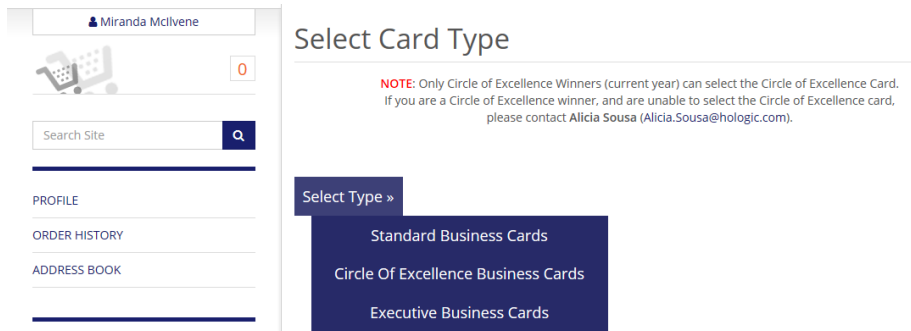 Miranda McIlvene
0
Search Site
PROFILE
ORDER HISTORY
ADDRESS BOOK
Select Card Type
NOTE: Only Circle of Excellence Winners (current year) can select the Circle of Excellence Card.
If you are a Circle of Excellence winner, and are unable to select the Circle of Excellence card,
please contact Alicia Sousa (Alicia.Sousa@hologic.com).
Select Type »
Standard Business Cards
Circle Of Excellence Business Cards
Executive Business Cards